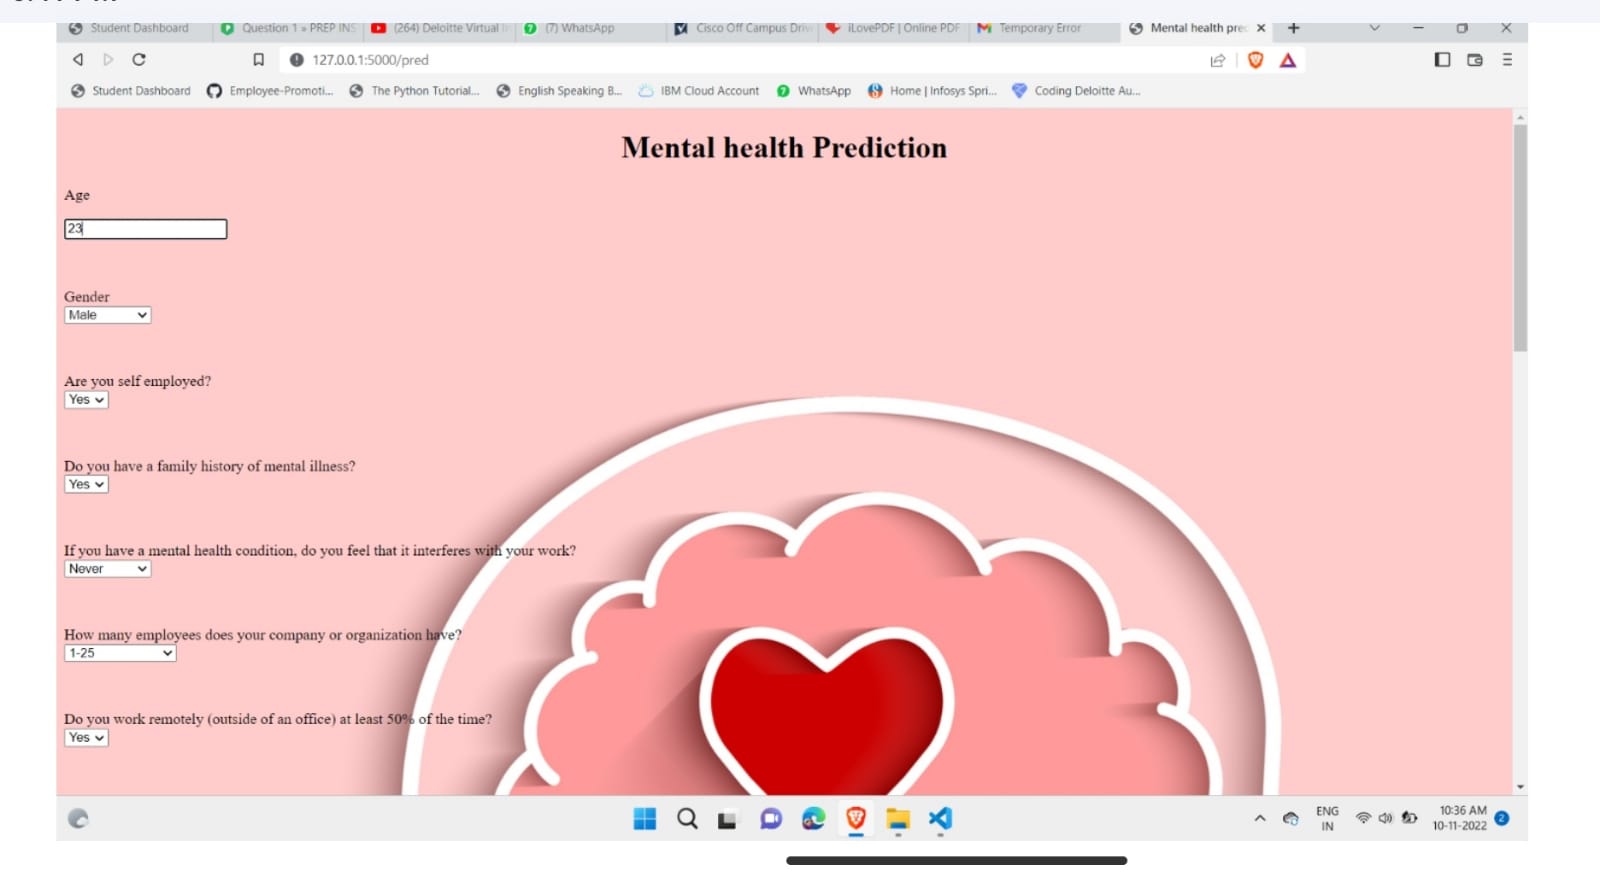 Student Dashboard
Question 1 » PREP INS
(264) Deloitte Virtual I
(7) WhatsApp
Cisco Off Campus Driv
iLovePDF | Online PDF
Temporary Error
Mental health pre
127.0.0.1:5000/pred
Student Dashboard
Employee-Promoti...
The Python Tutorial...
English Speaking B...
IBM Cloud Account
WhatsApp
Home | Infosys Spri...
Coding Deloitte Au...
Mental health Prediction
Age
23
Gender
Male
Are you self employed?
Yes
Do you have a family history of mental illness?
Yes
If you have a mental health condition, do you feel that it interferes with your work?
Never
How many employees does your company or organization have?
1-25
Do you work remotely (outside of an office) at least 50% of the time?
Yes
ENG
IN
10:36 AM
10-11-2022
2